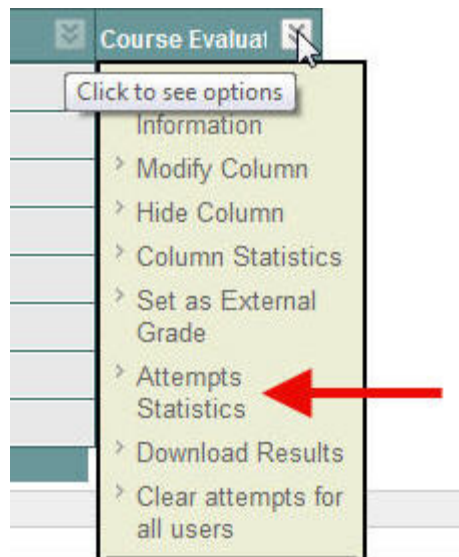 Course Evaluat
Click to see options
Information
Modify Column
Hide Column
Column Statistics
Set as External
Grade
Attempts
Statistics
Download Results
Clear attempts for
all users